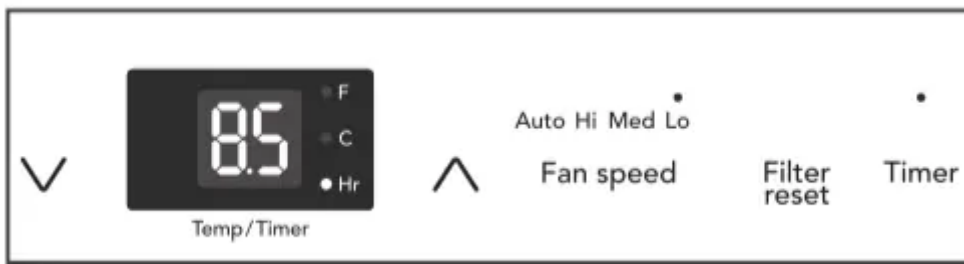 8.5
F
C
Hr
Temp/Timer
Auto Hi Med Lo
Fan speed
Filter
reset
Timer